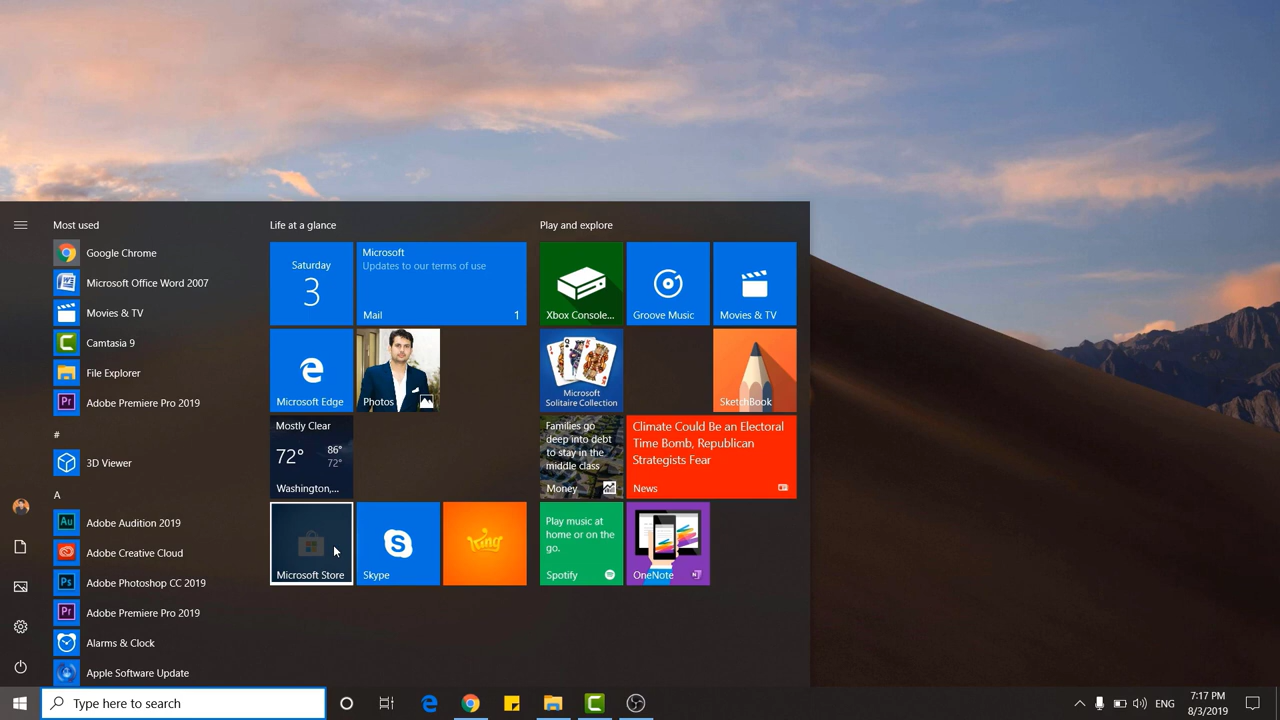 Most used
Google Chrome
Microsoft Office Word 2007
Movies & TV
Camtasia 9
File Explorer
Adobe Premiere Pro 2019
#
3D Viewer
A
Adobe Audition 2019
Adobe Creative Cloud
Adobe Photoshop CC 2019
Adobe Premiere Pro 2019
Alarms & Clock
Apple Software Update
Life at a glance
Saturday
3
Microsoft
Updates to our terms of use
Mail 1
Microsoft Edge
Photos
Mostly Clear
72° 86°
72°
Washington,...
Microsoft Store
Skype
King
Play and explore
Xbox Console...
Groove Music
Movies & TV
Microsoft
Solitaire Collection
SketchBook
Families go
deep into debt
to stay in the
middle class
Money
Climate Could Be an Electoral
Time Bomb, Republican
Strategists Fear
News
Play music at
home or on the
go.
Spotify
OneNote
Type here to search
ENG
7:17 PM
8/3/2019